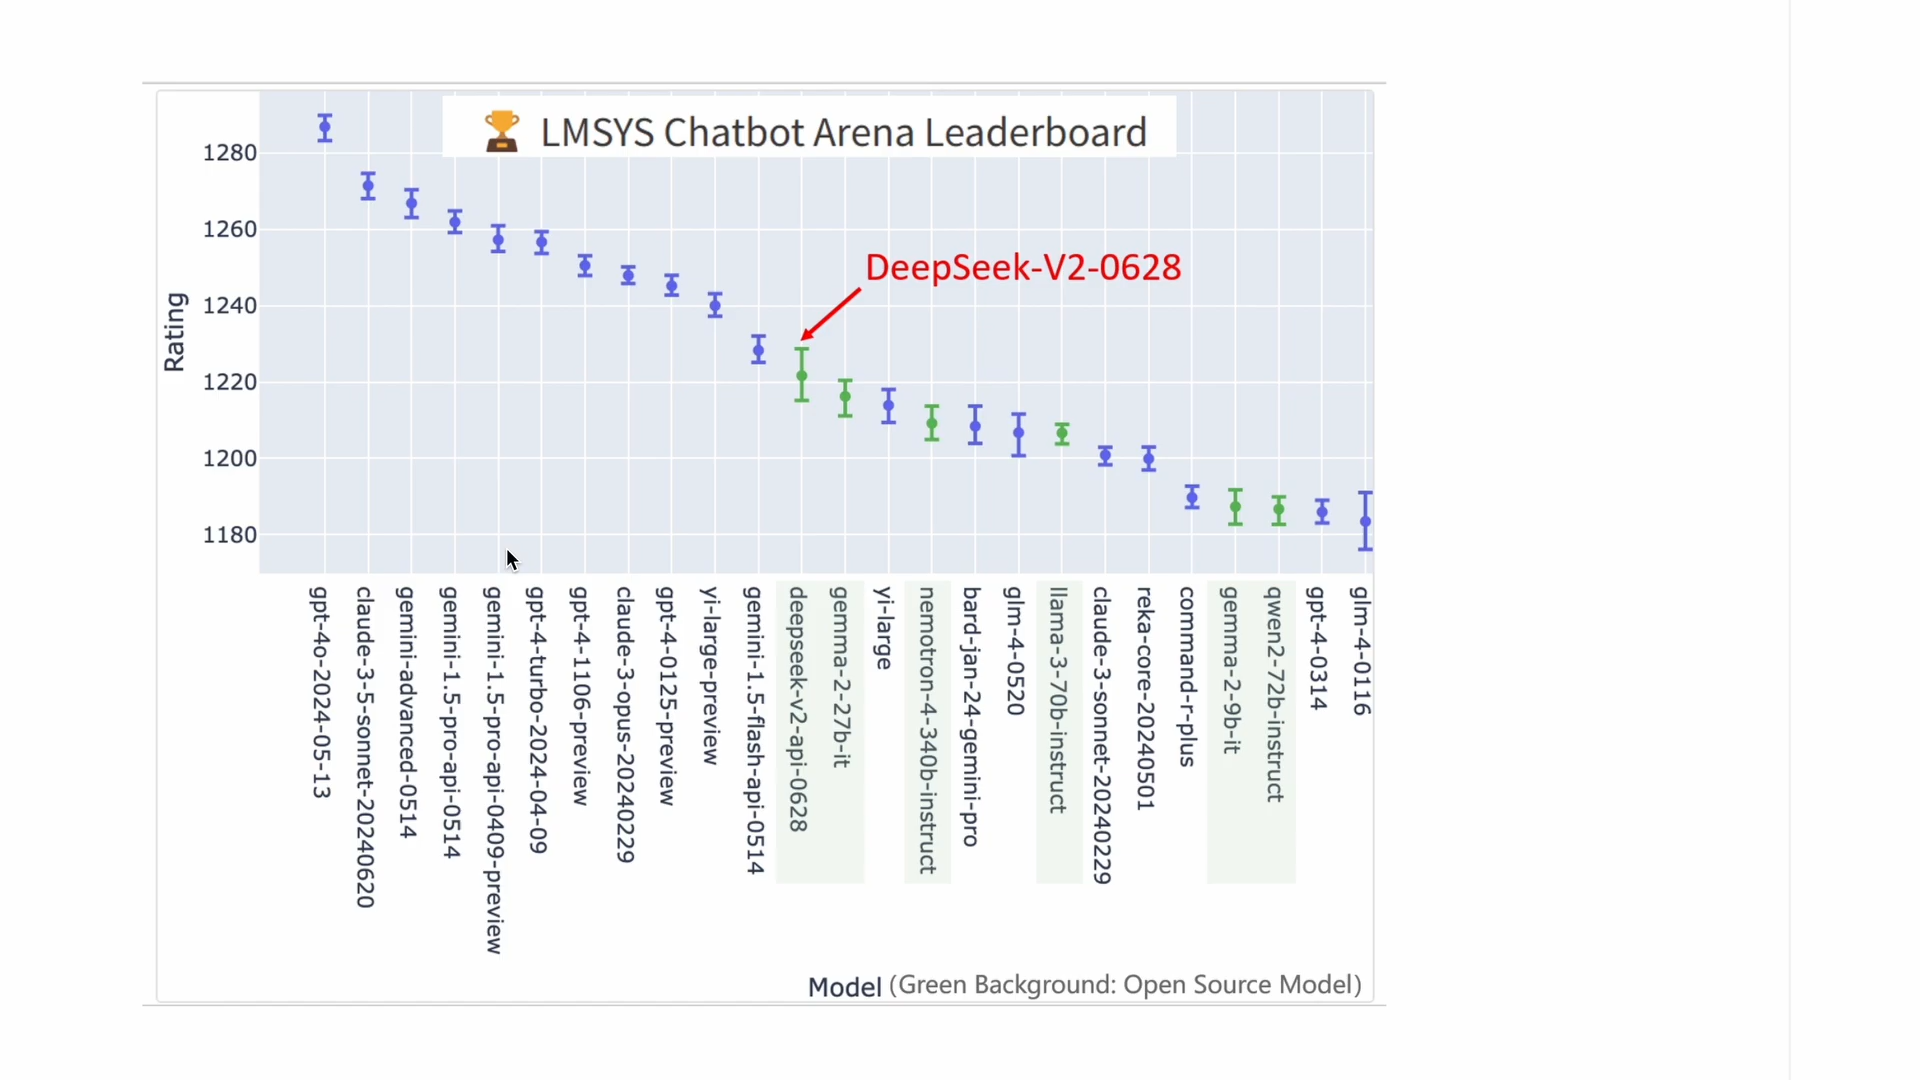 LMSYS Chatbot Arena Leaderboard
1280
1260
1240
1220
1200
1180
Rating
DeepSeek-V2-0628
gpt-4o-2024-05-13
claude-3-5-sonnet-20240620
gemini-advanced-0514
gemini-1.5-pro-api-0514
gemini-1.5-pro-api-0409-preview
gpt-4-turbo-2024-04-09
gpt-4-1106-preview
claude-3-opus-20240229
gpt-4-0125-preview
yi-large-preview
gemini-1.5-flash-api-0514
deepseek-v2-api-0628
gemma-2-27b-it
yi-large
nemotron-4-340b-instruct
bard-jan-24-gemini-pro
glm-4-0520
llama-3-70b-instruct
claude-3-sonnet-20240229
reka-core-20240501
command-r-plus
gemma-2-9b-it
qwen2-72b-instruct
gpt-4-0314
glm-4-0116
Model (Green Background: Open Source Model)